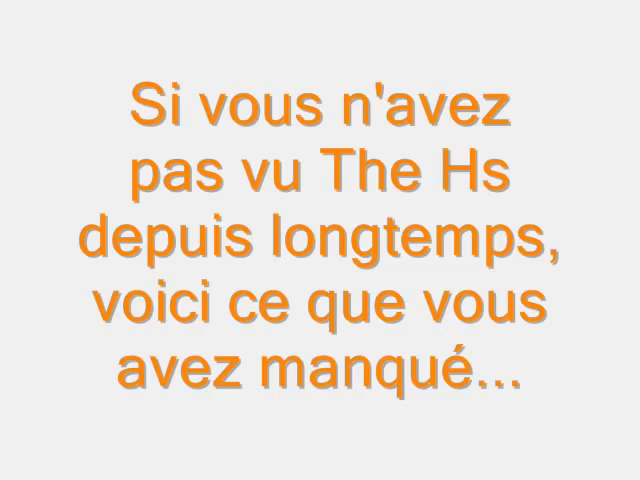 Si vous n'avez
pas vu The Hs
depuis longtemps,
voici ce que vous
avez manqué...